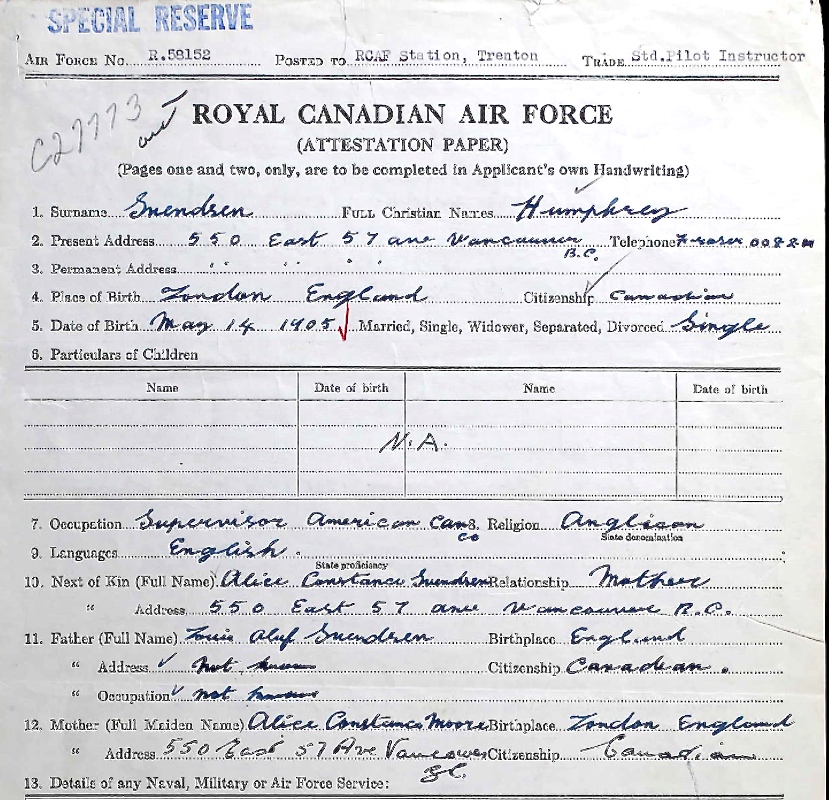 SPECIAL RESERVE
AIR FORCE NO. R.58152 POSTED TO RCAF Station, Trenton TRADE Std.Pilot Instructor
C27773
ROYAL CANADIAN AIR FORCE
(ATTESTATION PAPER)
(Pages one and two, only, are to be completed in Applicant's own Handwriting)
1. Surname Svendsen FULL Christian Names Humphrey
2. Present Address 550 East 57 ave Vancouver B.C. Telephone Fraser
3. Permanent Address " " " "
4. Place of Birth London England Citizenship Canadian
5. Date of Birth May 14 1905 Married, Single, Widower, Separated, Divorced Single
6. Particulars of Children
Name Date of birth Name Date of birth
N.A.
7. Occupation Supervisor American Can Co 8. Religion Anglican
State denomination
9. Languages English.
State proficiency
10. Next of Kin (Full Name) Alice Constance Svendsen Relationship Mother
" Address 550 East 57 ave Vancouver B.C.
11. Father (Full Name) Louis Aluf Svendsen Birthplace England
" Address not known Citizenship Canadian.
" Occupation not known
12. Mother (Full Maiden Name) Alice Constance Moore Birthplace London England
" Address 550 East 57 Ave Vancouver BC. Citizenship Canadian
13. Details of any Naval, Military or Air Force Service: